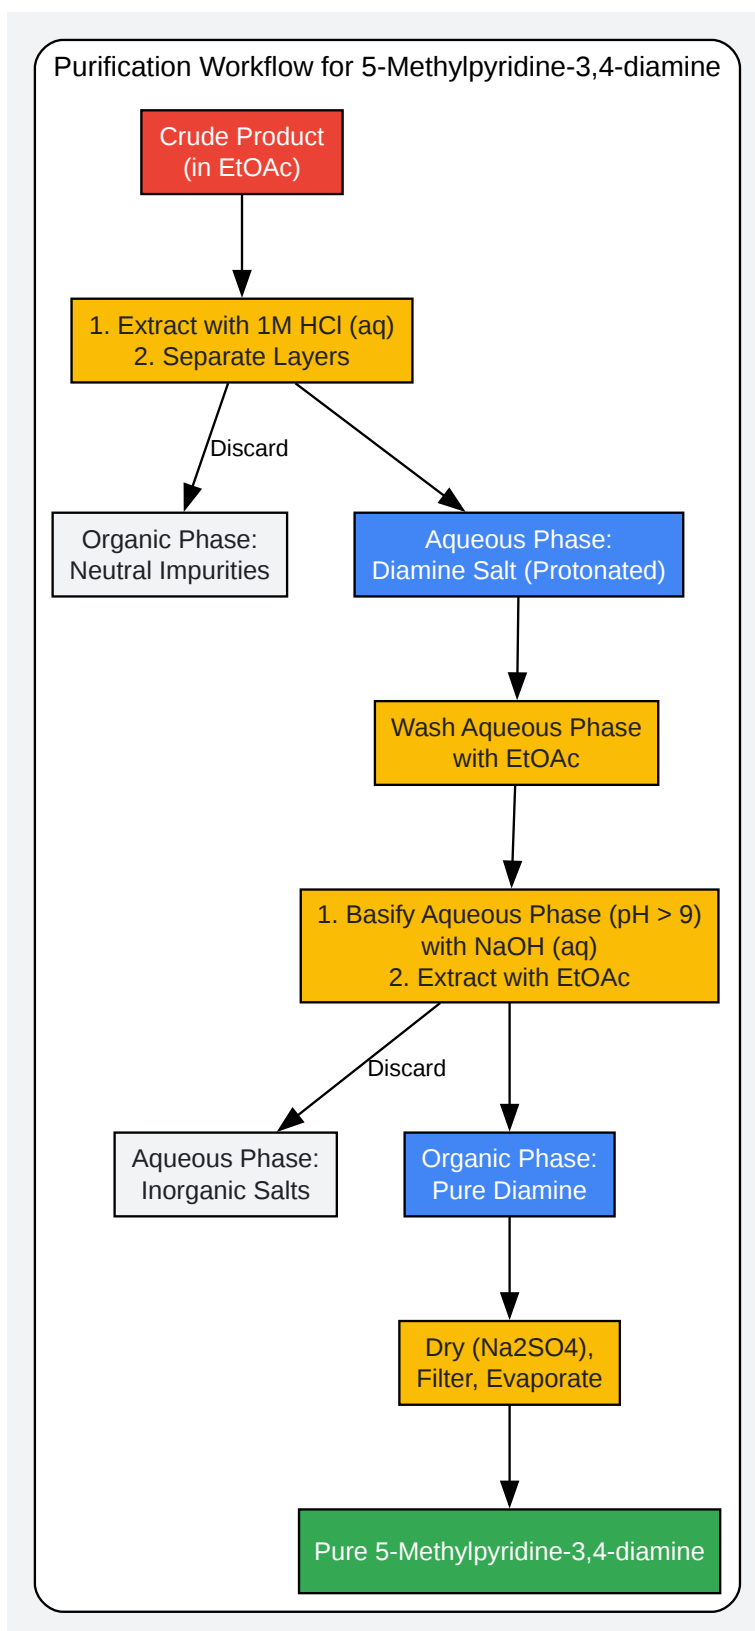 Purification Workflow for 5-Methylpyridine-3,4-diamine
Crude Product
(in EtOAc)
1. Extract with 1M HCl (aq)
2. Separate Layers
Discard
Organic Phase:
Neutral Impurities
Aqueous Phase:
Diamine Salt (Protonated)
Wash Aqueous Phase
with EtOAc
1. Basify Aqueous Phase (pH > 9)
with NaOH (aq)
2. Extract with EtOAc
Discard
Aqueous Phase:
Inorganic Salts
Organic Phase:
Pure Diamine
Dry (Na2SO4),
Filter, Evaporate
Pure 5-Methylpyridine-3,4-diamine